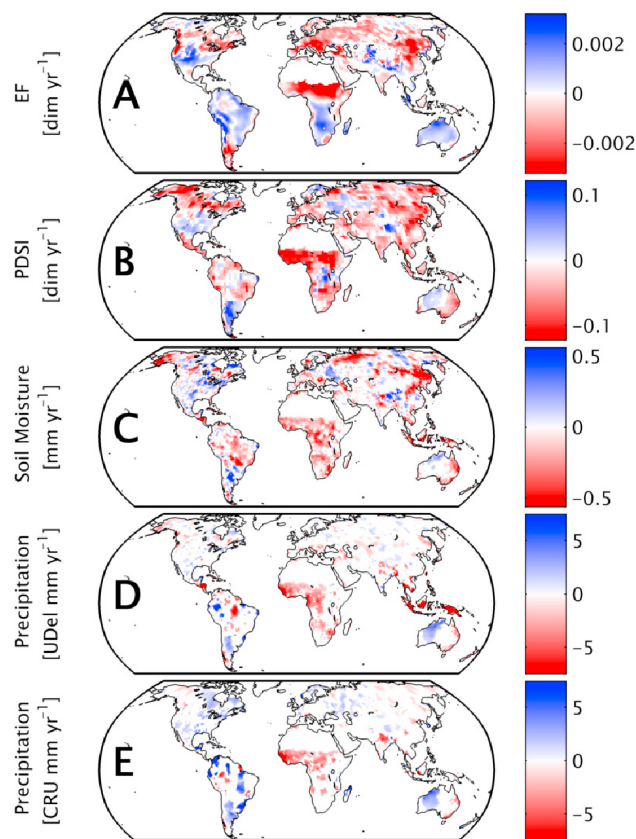 EF
[dim yr⁻¹]
A
0.002
0
−0.002
PDSI
[dim yr⁻¹]
B
0.1
0
−0.1
Soil Moisture
[mm yr⁻¹]
C
0.5
0
−0.5
Precipitation
[UDel mm yr⁻¹]
D
5
0
−5
Precipitation
[CRU mm yr⁻¹]
E
5
0
−5